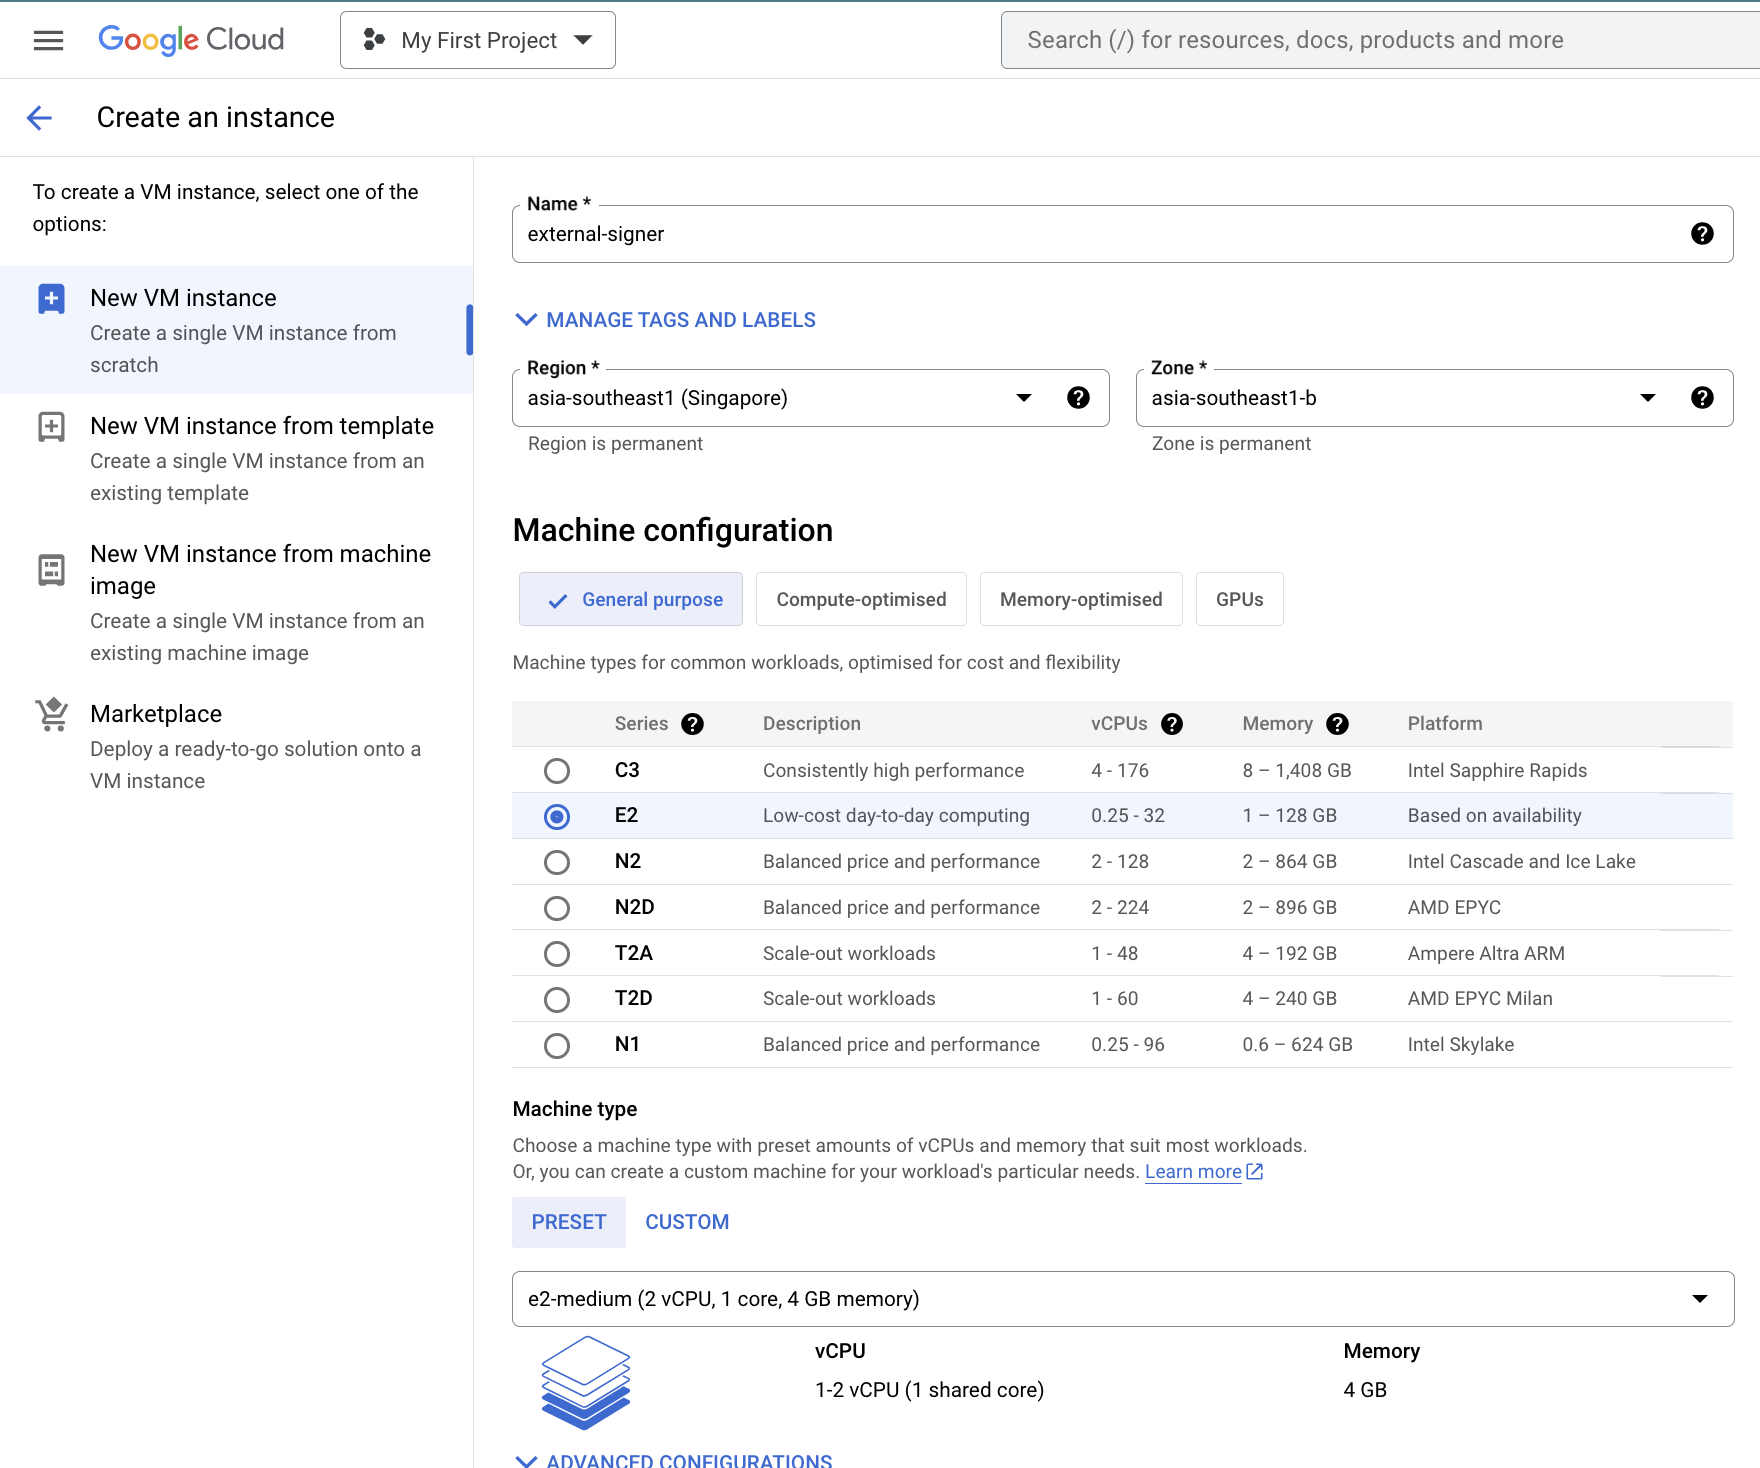 Google Cloud
My First Project
Search (/) for resources, docs, products and more
Create an instance
To create a VM instance, select one of the
options:
New VM instance
Create a single VM instance from
scratch
New VM instance from template
Create a single VM instance from an
existing template
New VM instance from machine
image
Create a single VM instance from an
existing machine image
Marketplace
Deploy a ready-to-go solution onto a
VM instance
Name *
external-signer
MANAGE TAGS AND LABELS
Region *
asia-southeast1 (Singapore)
Region is permanent
Zone *
asia-southeast1-b
Zone is permanent
Machine configuration
General purpose
Compute-optimised
Memory-optimised
GPUs
Machine types for common workloads, optimised for cost and flexibility
Series Description vCPUs Memory Platform
C3 Consistently high performance 4 - 176 8 – 1,408 GB Intel Sapphire Rapids
E2 Low-cost day-to-day computing 0.25 - 32 1 – 128 GB Based on availability
N2 Balanced price and performance 2 - 128 2 – 864 GB Intel Cascade and Ice Lake
N2D Balanced price and performance 2 - 224 2 – 896 GB AMD EPYC
T2A Scale-out workloads 1 - 48 4 – 192 GB Ampere Altra ARM
T2D Scale-out workloads 1 - 60 4 – 240 GB AMD EPYC Milan
N1 Balanced price and performance 0.25 - 96 0.6 – 624 GB Intel Skylake
Machine type
Choose a machine type with preset amounts of vCPUs and memory that suit most workloads.
Or, you can create a custom machine for your workload's particular needs. Learn more
PRESET
CUSTOM
e2-medium (2 vCPU, 1 core, 4 GB memory)
vCPU
1-2 vCPU (1 shared core)
Memory
4 GB
ADVANCED CONFIGURATIONS